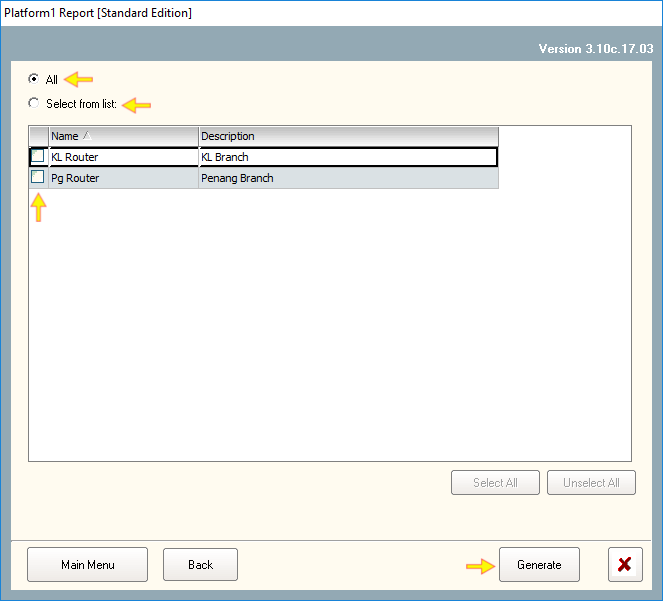 Platform1 Report [Standard Edition]
Version 3.10c.17.03
All
Select from list:
Name Description
KL Router KL Branch
Pg Router Penang Branch
Select All Unselect All
Main Menu Back Generate